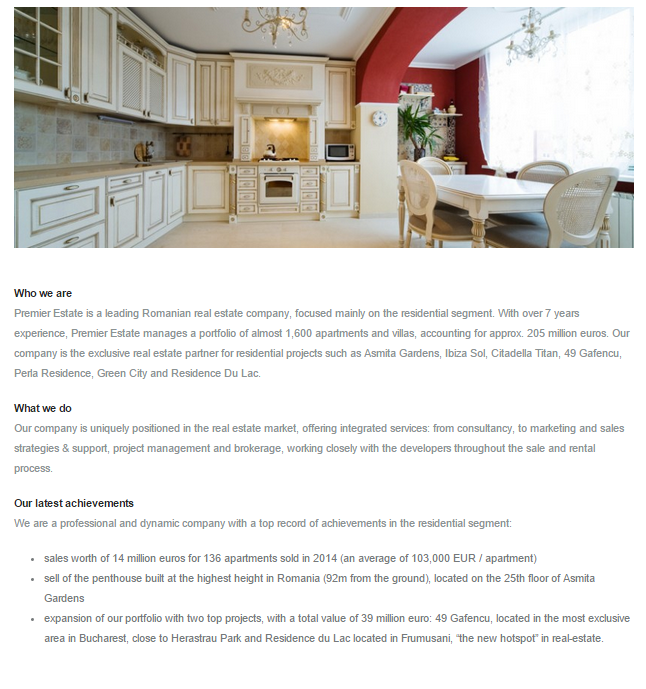 Who we are
Premier Estate is a leading Romanian real estate company, focused mainly on the residential segment. With over 7 years
experience, Premier Estate manages a portfolio of almost 1,600 apartments and villas, accounting for approx. 205 million euros. Our
company is the exclusive real estate partner for residential projects such as Asmita Gardens, Ibiza Sol, Citadella Titan, 49 Gafencu,
Perla Residence, Green City and Residence Du Lac.
What we do
Our company is uniquely positioned in the real estate market, offering integrated services: from consultancy, to marketing and sales
strategies & support, project management and brokerage, working closely with the developers throughout the sale and rental
process.
Our latest achievements
We are a professional and dynamic company with a top record of achievements in the residential segment:
• sales worth of 14 million euros for 136 apartments sold in 2014 (an average of 103,000 EUR / apartment)
• sell of the penthouse built at the highest height in Romania (92m from the ground), located on the 25th floor of Asmita
Gardens
• expansion of our portfolio with two top projects, with a total value of 39 million euro: 49 Gafencu, located in the most exclusive
area in Bucharest, close to Herastrau Park and Residence du Lac located in Frumusani, “the new hotspot” in real-estate.